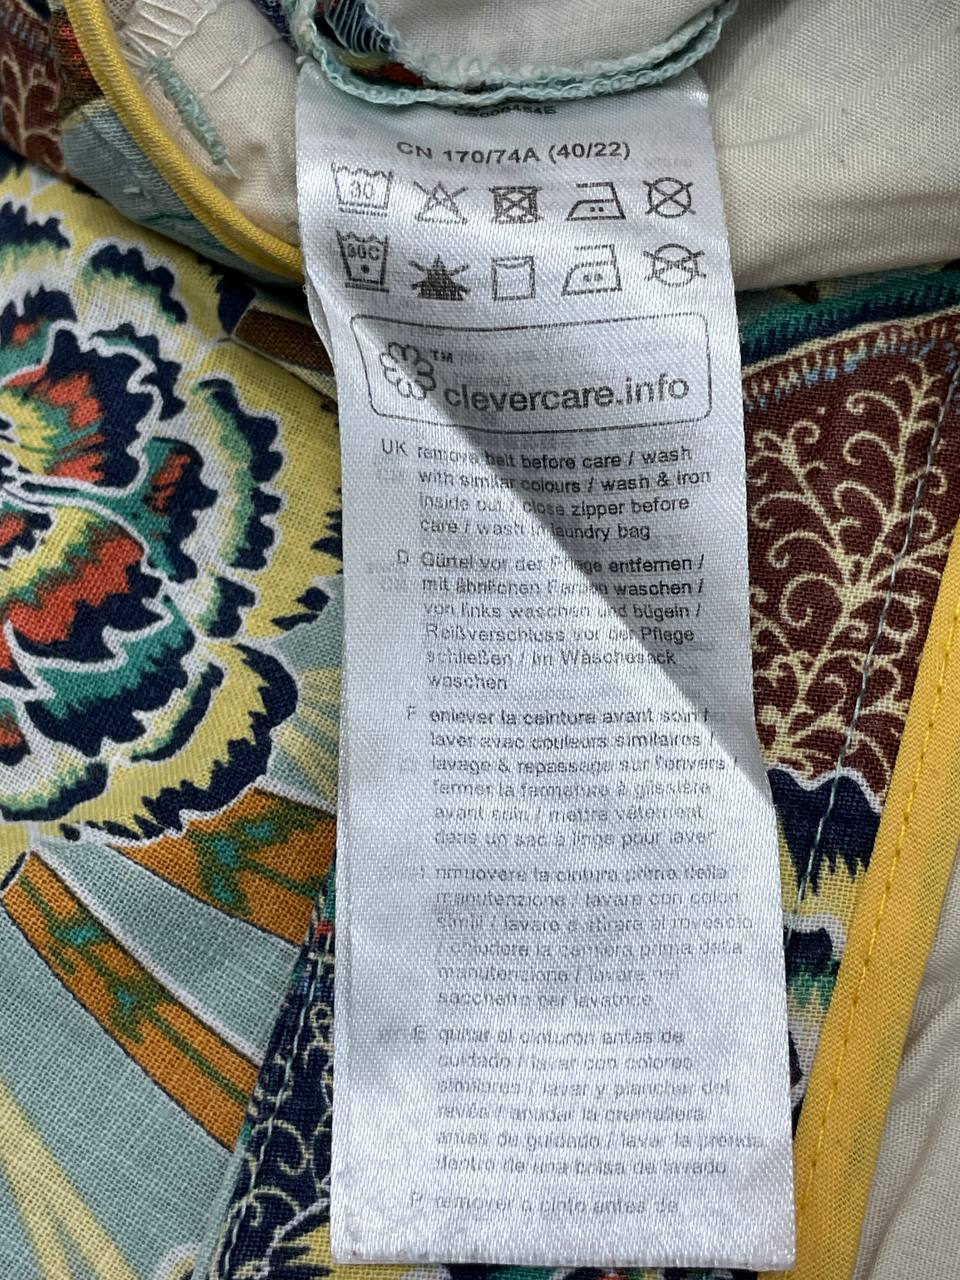 CN 170/74A (40/22)
30
30C
TM
clevercare.info
UK remove belt before care / wash
with similar colours / wash & iron
inside out / close zipper before
care / wash in laundry bag
D Gürtel vor der Pflege entfernen /
mit ähnlichen Farben waschen /
von links waschen und bügeln /
Reißverschluss vor der Pflege
schließen / im Wäschesack
waschen
F enlever la ceinture avant soin /
laver avec couleurs similaires /
lavage & repassage sur l'envers /
fermer la fermeture à glissière
avant soin / mettre vêtement
dans un sac à linge pour laver
I rimuovere la cintura prima della
manutenzione / lavare con colori
simili / lavare e stirare al rovescio
/ chiudere la cerniera prima della
manutenzione / lavare nel
sacchetto per lavatrice
E quitar el cinturón antes de
cuidado / lavar con colores
similares / lavar y planchar del
revés / anudar la cremallera
antes de cuidado / lavar la prenda
dentro de una bolsa de lavado
P remover o cinto antes de